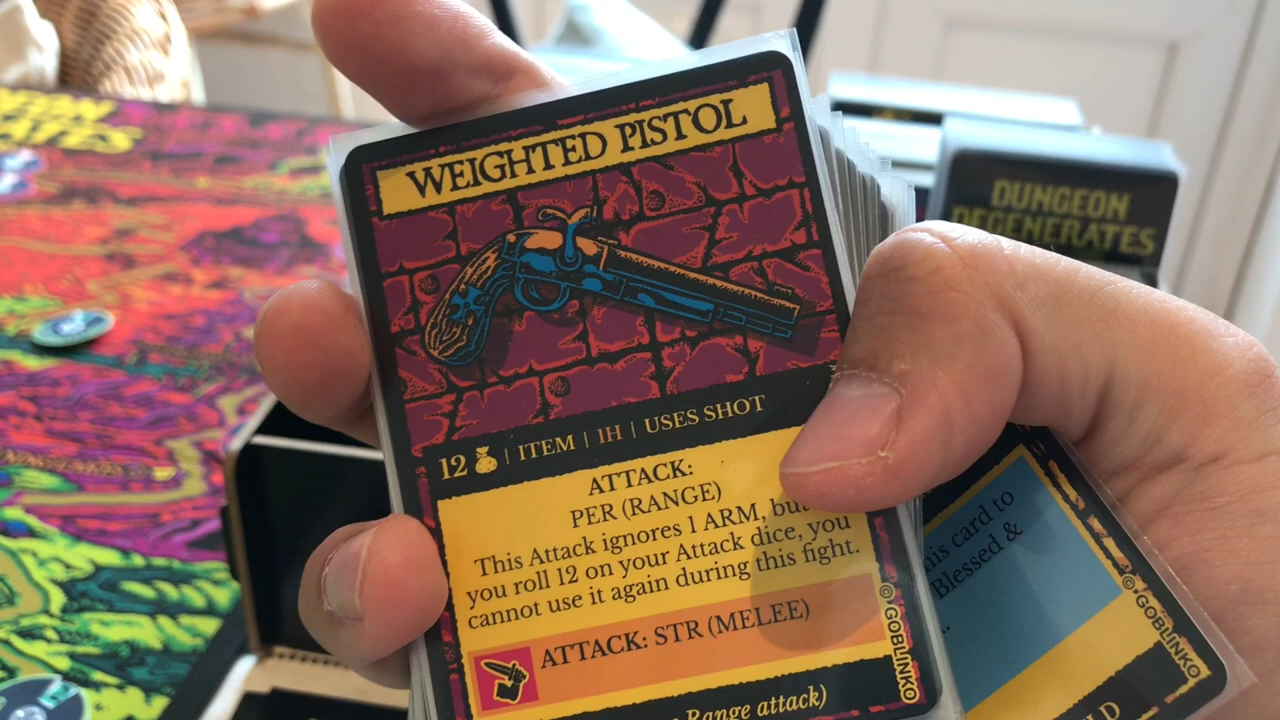 WEIGHTED PISTOL
12 | ITEM | 1H | USES SHOT
ATTACK:
PER (RANGE)
This Attack ignores 1 ARM, but
you roll 12 on your Attack dice, you
cannot use it again during this fight.
ATTACK: STR (MELEE)
Range attack)
©GOBLINKO
DUNGEON
DEGENERATES
this card to
Blessed &
©GOBLINKO